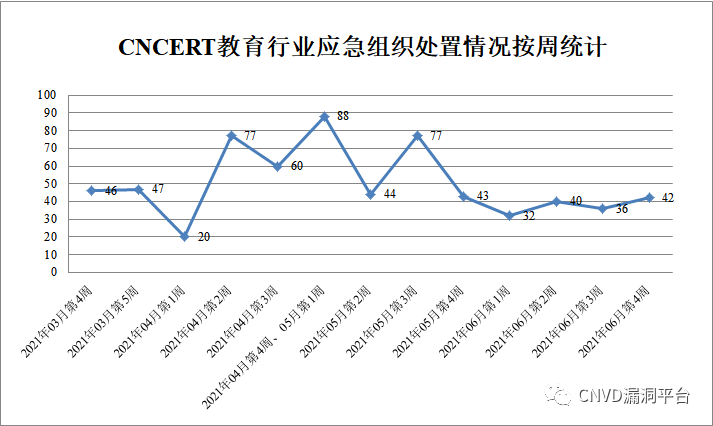 CNCERT教育行业应急组织处置情况按周统计
100
90
80
70
60
50
40
30
20
10
0
46
47
20
77
60
88
44
77
43
32
40
36
42
2021年03月第4周
2021年03月第5周
2021年04月第1周
2021年04月第2周
2021年04月第3周
2021年04月第4周、05月第1周
2021年05月第2周
2021年05月第3周
2021年05月第4周
2021年06月第1周
2021年06月第2周
2021年06月第3周
2021年06月第4周
CNVD漏洞平台